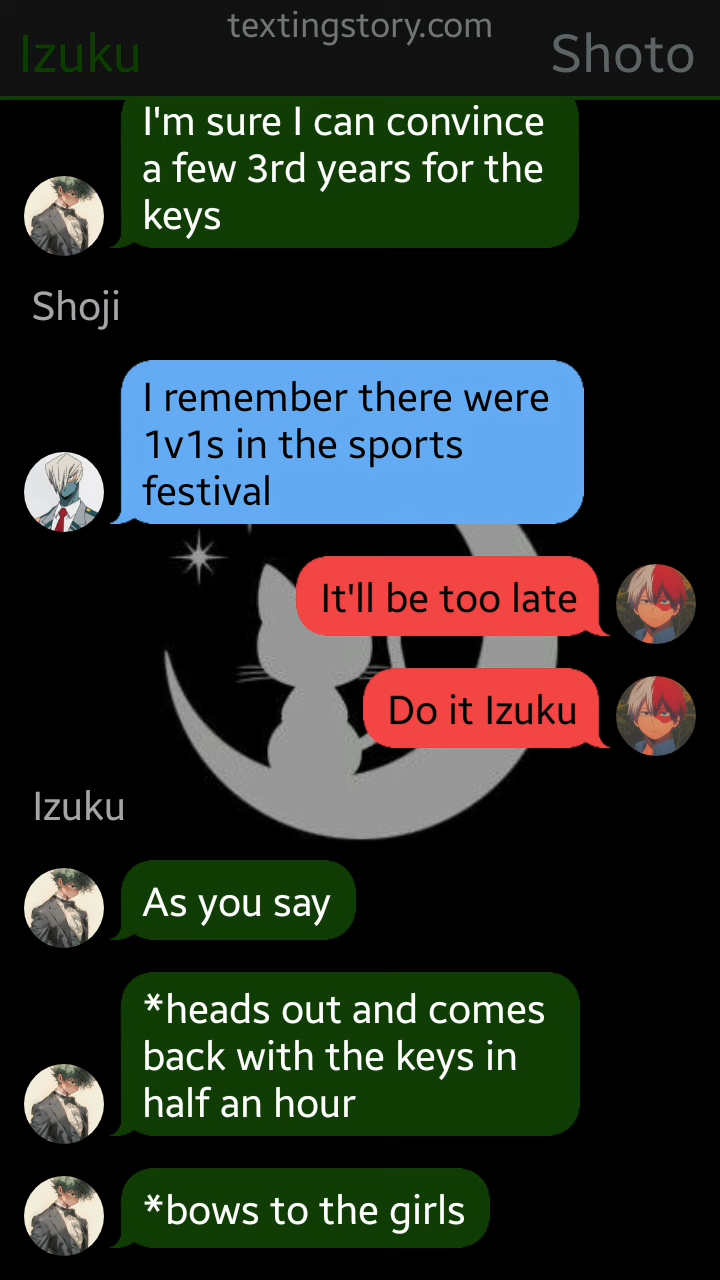 textingstory.com
Izuku
Shoto
I'm sure I can convince
a few 3rd years for the
keys
Shoji
I remember there were
1v1s in the sports
festival
It'll be too late
Do it Izuku
Izuku
As you say
*heads out and comes
back with the keys in
half an hour
*bows to the girls